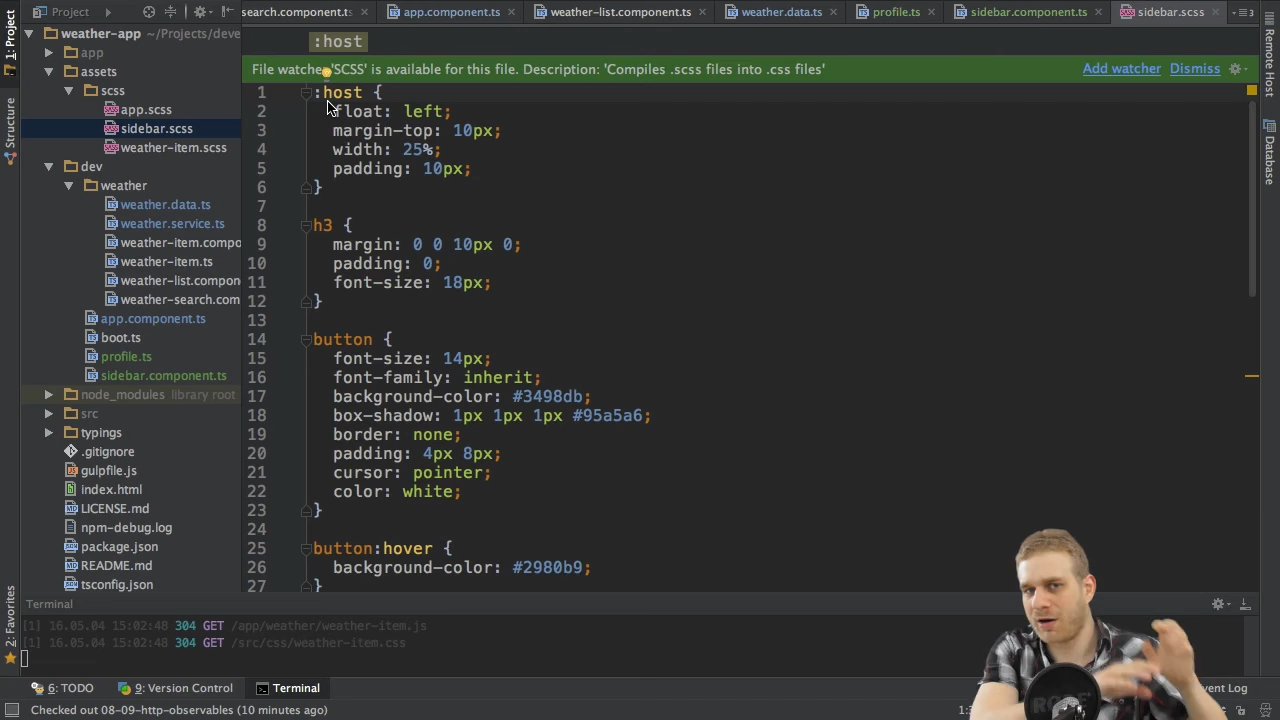 1: Project
Project
search.component.ts
app.component.ts
weather-list.component.ts
weather.data.ts
profile.ts
sidebar.component.ts
sidebar.scss
3
weather-app ~/Projects/deve
app
assets
scss
app.scss
sidebar.scss
weather-item.scss
dev
weather
weather.data.ts
weather.service.ts
weather-item.compo
weather-item.ts
weather-list.compon
weather-search.com
app.component.ts
boot.ts
profile.ts
sidebar.component.ts
node_modules library root
src
typings
.gitignore
gulpfile.js
index.html
LICENSE.md
npm-debug.log
package.json
README.md
tsconfig.json
:host
File watcher 'SCSS' is available for this file. Description: 'Compiles .scss files into .css files'
Add watcher
Dismiss
1 :host {
2 float: left;
3 margin-top: 10px;
4 width: 25%;
5 padding: 10px;
6 }
7
8 h3 {
9 margin: 0 0 10px 0;
10 padding: 0;
11 font-size: 18px;
12 }
13
14 button {
15 font-size: 14px;
16 font-family: inherit;
17 background-color: #3498db;
18 box-shadow: 1px 1px 1px #95a5a6;
19 border: none;
20 padding: 4px 8px;
21 cursor: pointer;
22 color: white;
23 }
24
25 button:hover {
26 background-color: #2980b9;
27 }
Structure
2: Favorites
Remote Host
Database
Terminal
[1] 16.05.04 15:02:48 304 GET /app/weather/weather-item.js
[1] 16.05.04 15:02:48 304 GET /src/css/weather-item.css
6: TODO
9: Version Control
Terminal
vent Log
Checked out 08-09-http-observables (10 minutes ago)